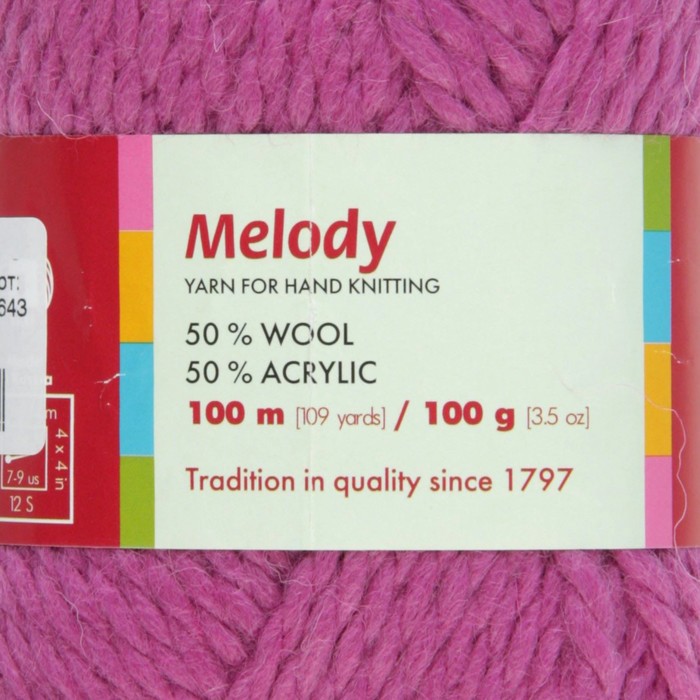 Melody
YARN FOR HAND KNITTING
50 % WOOL
50 % ACRYLIC
100 m [109 yards] / 100 g [3.5 oz]
Tradition in quality since 1797
643
4 x 4 in
7-9 us
12 S